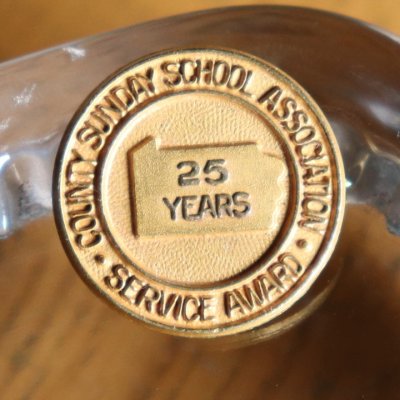 COUNTY SUNDAY SCHOOL ASSOCIATION
25
YEARS
SERVICE AWARD